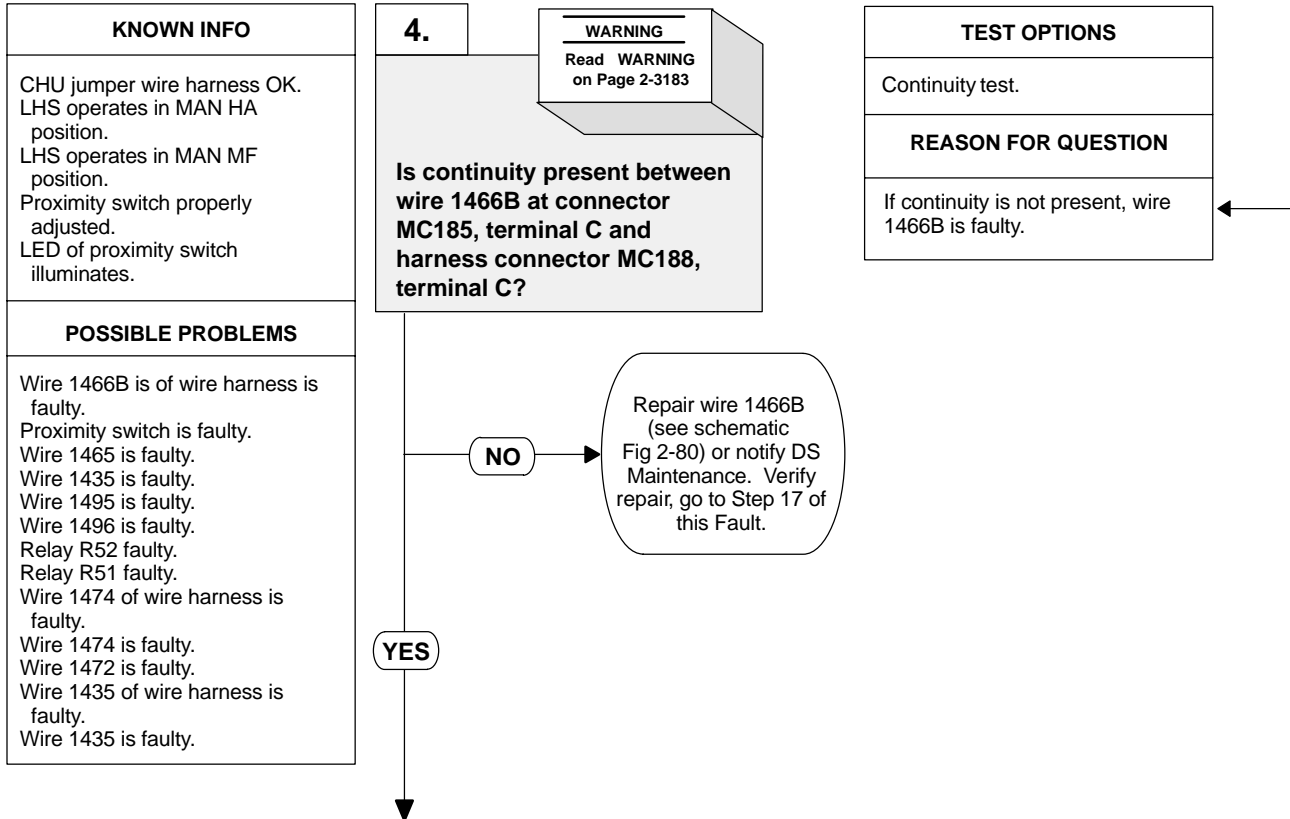 KNOWN INFO
CHU jumper wire harness OK.
LHS operates in MAN HA
position.
LHS operates in MAN MF
position.
Proximity switch properly
adjusted.
LED of proximity switch
illuminates.
POSSIBLE PROBLEMS
Wire 1466B is of wire harness is
faulty.
Proximity switch is faulty.
Wire 1465 is faulty.
Wire 1435 is faulty.
Wire 1495 is faulty.
Wire 1496 is faulty.
Relay R52 faulty.
Relay R51 faulty.
Wire 1474 of wire harness is
faulty.
Wire 1474 is faulty.
Wire 1472 is faulty.
Wire 1435 of wire harness is
faulty.
Wire 1435 is faulty.
4.
WARNING
Read WARNING
on Page 2-3183
Is continuity present between
wire 1466B at connector
MC185, terminal C and
harness connector MC188,
terminal C?
NO
Repair wire 1466B
(see schematic
Fig 2-80) or notify DS
Maintenance. Verify
repair, go to Step 17 of
this Fault.
YES
TEST OPTIONS
Continuity test.
REASON FOR QUESTION
If continuity is not present, wire
1466B is faulty.